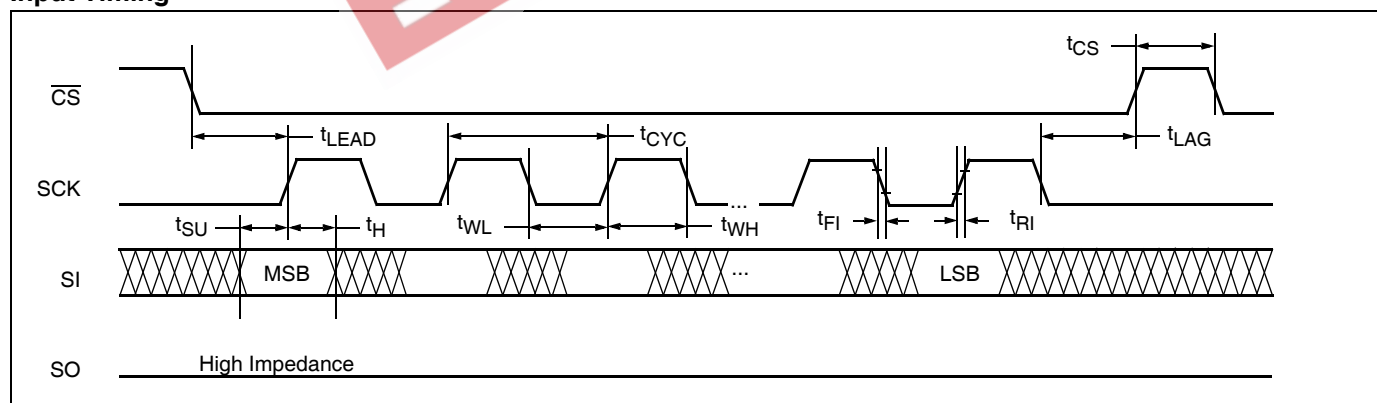 Input Timing
tCS
CS
tLEAD
tCYC
tLAG
SCK
...
tSU
tH
tWL
tWH
tFI
tRI
SI
MSB
...
LSB
SO
High Impedance